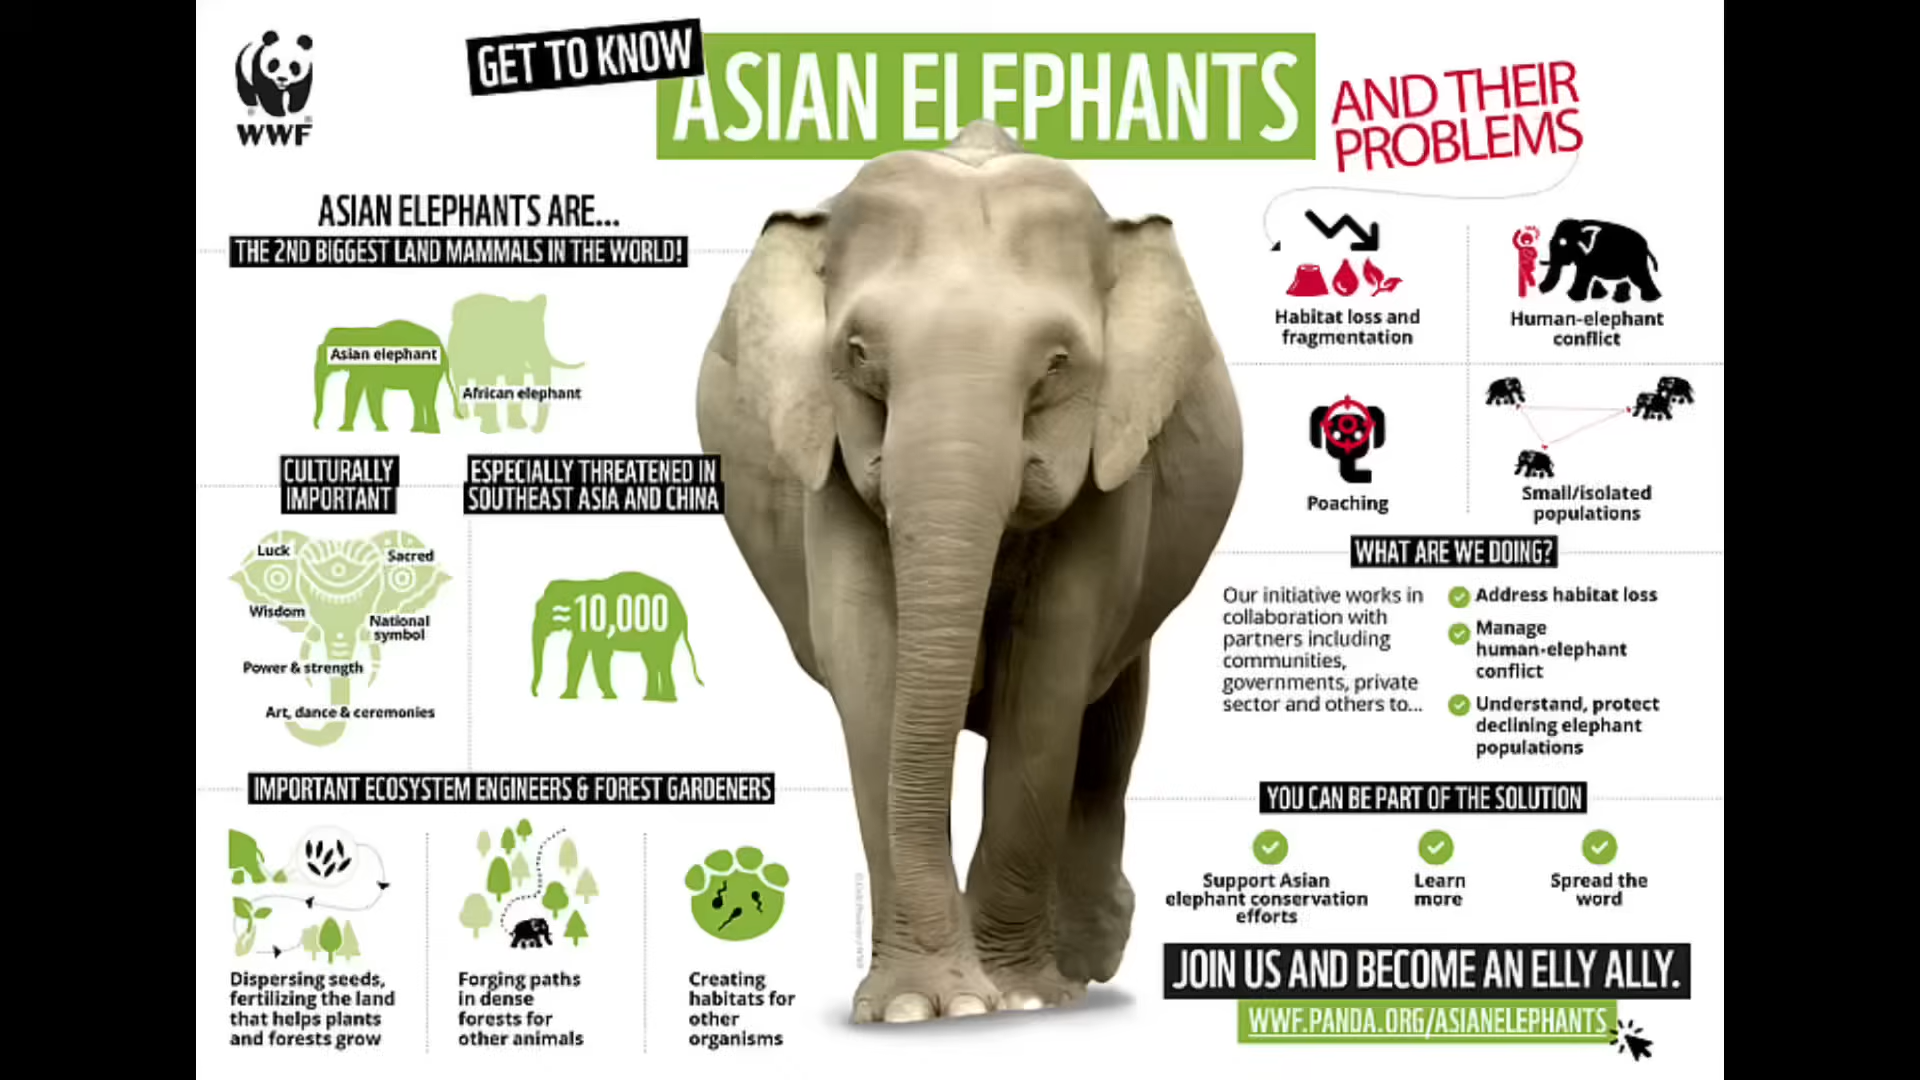 WWF
GET TO KNOW
ASIAN ELEPHANTS
AND THEIR
PROBLEMS
ASIAN ELEPHANTS ARE...
THE 2ND BIGGEST LAND MAMMALS IN THE WORLD!
Asian elephant
African elephant
CULTURALLY
IMPORTANT
Luck
Sacred
Wisdom
National
symbol
Power & strength
Art, dance & ceremonies
ESPECIALLY THREATENED IN
SOUTHEAST ASIA AND CHINA
≈10,000
IMPORTANT ECOSYSTEM ENGINEERS & FOREST GARDENERS
Dispersing seeds,
fertilizing the land
that helps plants
and forests grow
Forging paths
in dense
forests for
other animals
Creating
habitats for
other
organisms
Habitat loss and
fragmentation
Human-elephant
conflict
Poaching
Small/isolated
populations
WHAT ARE WE DOING?
Our initiative works in
collaboration with
partners including
communities,
governments, private
sector and others to...
Address habitat loss
Manage
human-elephant
conflict
Understand, protect
declining elephant
populations
YOU CAN BE PART OF THE SOLUTION
Support Asian
elephant conservation
efforts
Learn
more
Spread the
word
JOIN US AND BECOME AN ELLY ALLY.
WWF.PANDA.ORG/ASIANELEPHANTS